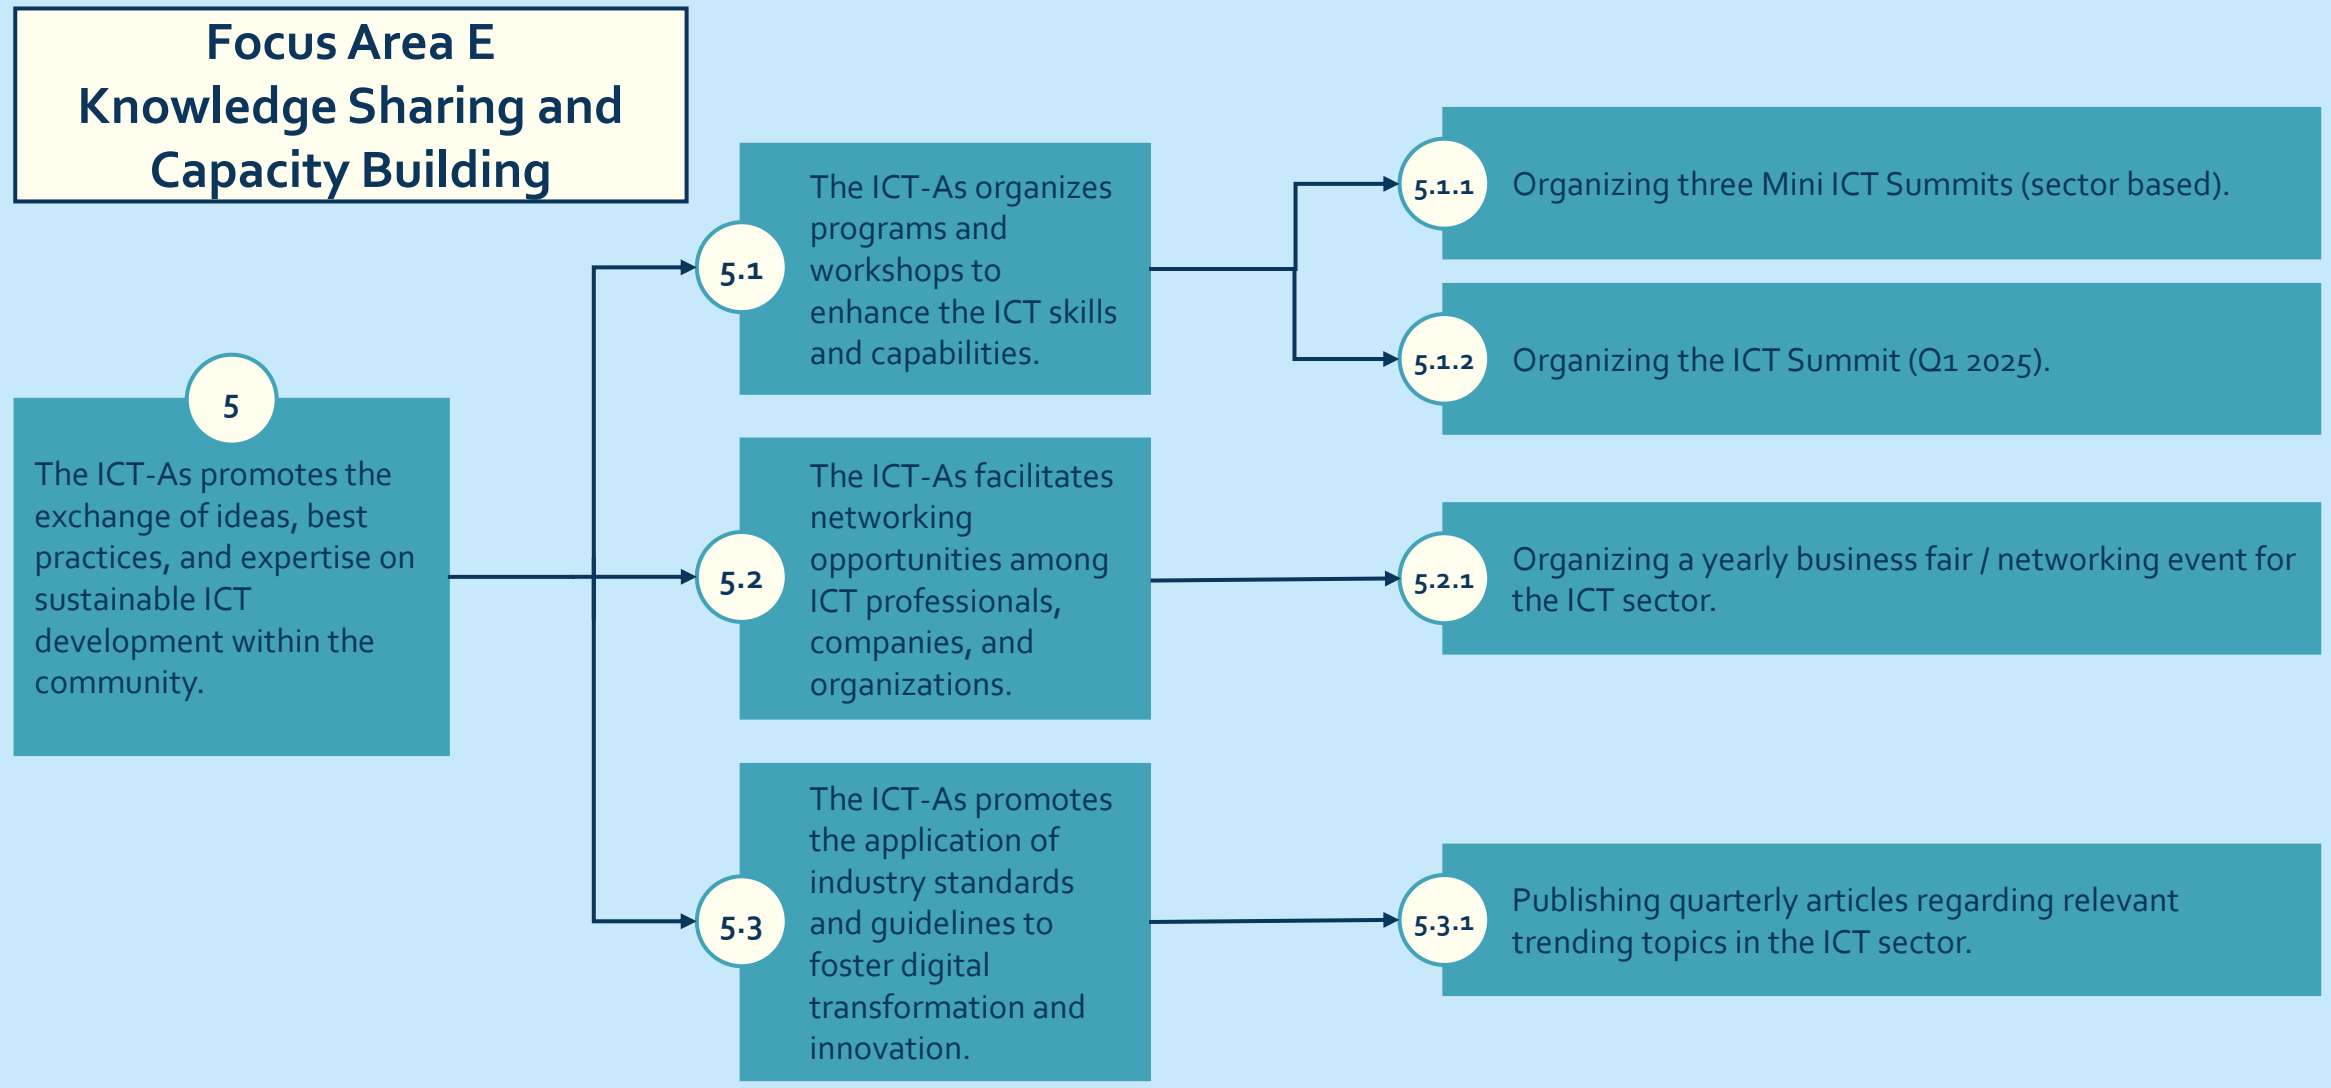 Focus Area E
Knowledge Sharing and
Capacity Building
5
The ICT-As promotes the
exchange of ideas, best
practices, and expertise on
sustainable ICT
development within the
community.
5.1
The ICT-As organizes
programs and
workshops to
enhance the ICT skills
and capabilities.
5.1.1
Organizing three Mini ICT Summits (sector based).
5.1.2
Organizing the ICT Summit (Q1 2025).
5.2
The ICT-As facilitates
networking
opportunities among
ICT professionals,
companies, and
organizations.
5.2.1
Organizing a yearly business fair / networking event for
the ICT sector.
5.3
The ICT-As promotes
the application of
industry standards
and guidelines to
foster digital
transformation and
innovation.
5.3.1
Publishing quarterly articles regarding relevant
trending topics in the ICT sector.